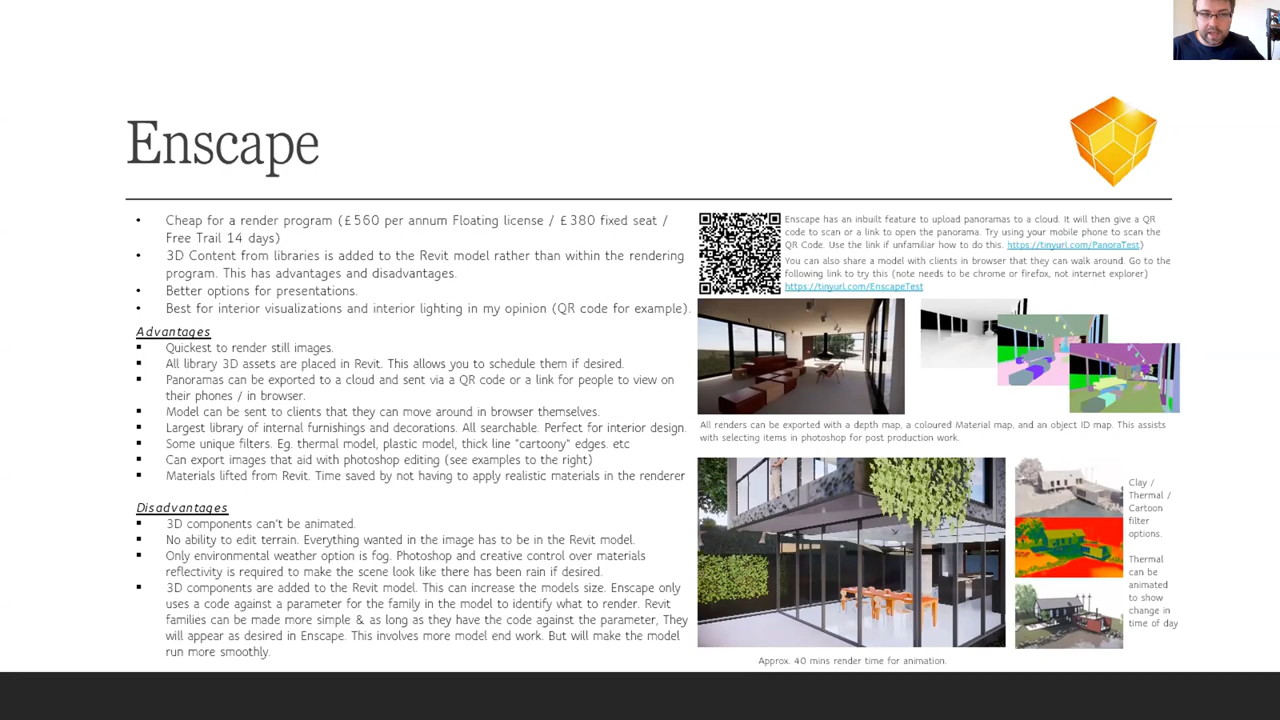 Enscape
• Cheap for a render program (£560 per annum Floating license / £380 fixed seat /
Free Trail 14 days)
• 3D Content from libraries is added to the Revit model rather than within the rendering
program. This has advantages and disadvantages.
• Better options for presentations.
• Best for interior visualizations and interior lighting in my opinion (QR code for example).
Advantages
▪ Quickest to render still images.
▪ All library 3D assets are placed in Revit. This allows you to schedule them if desired.
▪ Panoramas can be exported to a cloud and sent via a QR code or a link for people to view on
their phones / in browser.
▪ Model can be sent to clients that they can move around in browser themselves.
▪ Largest library of internal furnishings and decorations. All searchable. Perfect for interior design.
▪ Some unique filters. Eg. thermal model, plastic model, thick line "cartoony" edges. etc
▪ Can export images that aid with photoshop editing (see examples to the right)
▪ Materials lifted from Revit. Time saved by not having to apply realistic materials in the renderer
Disadvantages
▪ 3D components can't be animated.
▪ No ability to edit terrain. Everything wanted in the image has to be in the Revit model.
▪ Only environmental weather option is fog. Photoshop and creative control over materials
reflectivity is required to make the scene look like there has been rain if desired.
▪ 3D components are added to the Revit model. This can increase the models size. Enscape only
uses a code against a parameter for the family in the model to identify what to render. Revit
families can be made more simple & as long as they have the code against the parameter, They
will appear as desired in Enscape. This involves more model end work. But will make the model
run more smoothly.
Enscape has an inbuilt feature to upload panoramas to a cloud. It will then give a QR
code to scan or a link to open the panorama. Try using your mobile phone to scan the
QR Code. Use the link if unfamiliar how to do this. https://tinyurl.com/PanoraTest)
You can also share a model with clients in browser that they can walk around. Go to the
following link to try this (note needs to be chrome or firefox, not internet explorer)
https://tinyurl.com/EnscapeTest
All renders can be exported with a depth map, a coloured Material map, and an object ID map. This assists
with selecting items in photoshop for post production work.
Clay /
Thermal /
Cartoon
filter
options.
Thermal
can be
animated
to show
change in
time of day
Approx. 40 mins render time for animation.